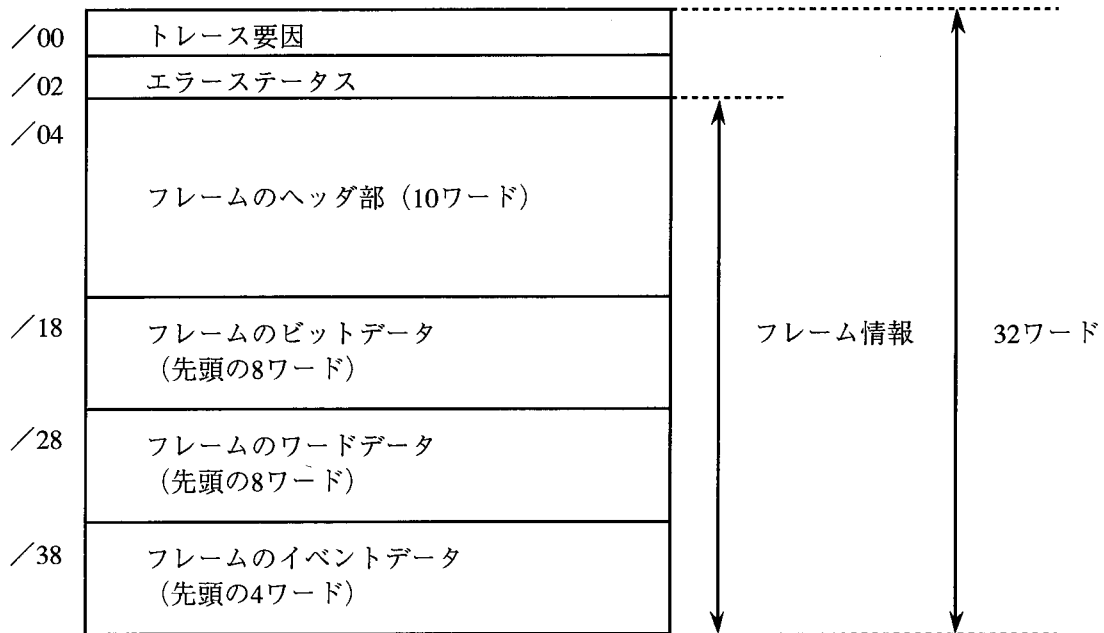 ／00 トレース要因
／02 エラーステータス
／04
フレームのヘッダ部（10ワード）
／18 フレームのビットデータ
（先頭の8ワード）
フレーム情報
32ワード
／28 フレームのワードデータ
（先頭の8ワード）
／38 フレームのイベントデータ
（先頭の4ワード）